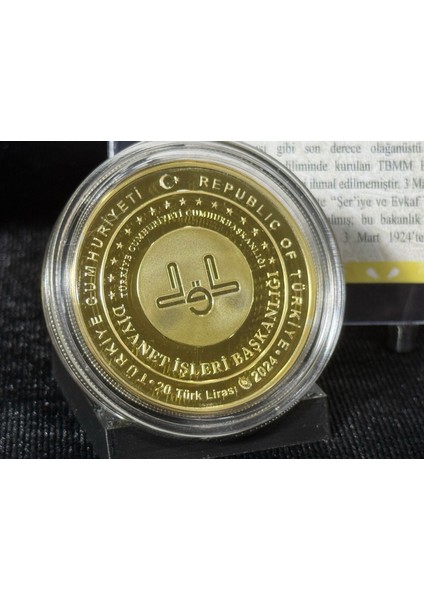 TÜRKİYE CUMHURİYETİ
REPUBLIC OF TÜRKİYE
TÜRKİYE CUMHURİYETİ CUMHURBAŞKANLIĞI
DİYANET İŞLERİ BAŞKANLIĞI
20 Türk Lirası 2024
gibi son derece olağanüstü
kurulan TBMM
ihmal edilmemiştir. 3
"Şer'iye ve Evkaf
bu bakanlık
3 Mart 1924'te